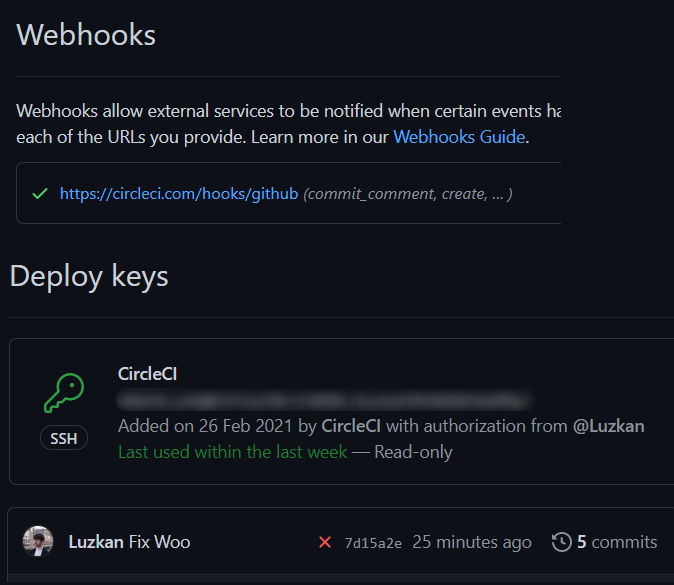 Webhooks
Webhooks allow external services to be notified when certain events ha
each of the URLs you provide. Learn more in our Webhooks Guide.
https://circleci.com/hooks/github (commit_comment, create, ... )
Deploy keys
CircleCI
Added on 26 Feb 2021 by CircleCI with authorization from @Luzkan
SSH
Last used within the last week — Read-only
Luzkan Fix Woo 7d15a2e 25 minutes ago 5 commits